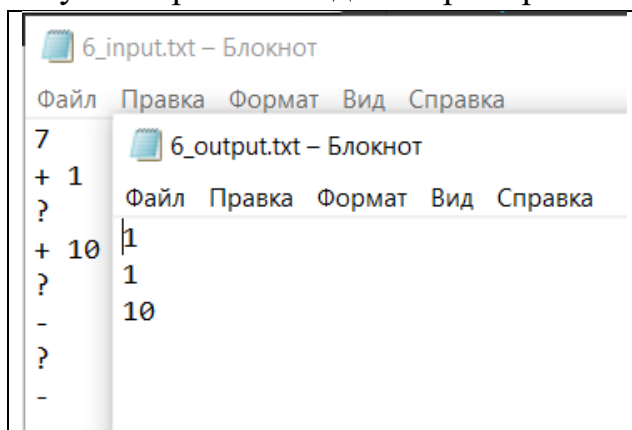 6_input.txt – Блокнот
Файл Правка Формат Вид Справка
7
+ 1
?
+ 10
?
-
?
-
6_output.txt – Блокнот
Файл Правка Формат Вид Справка
1
1
10